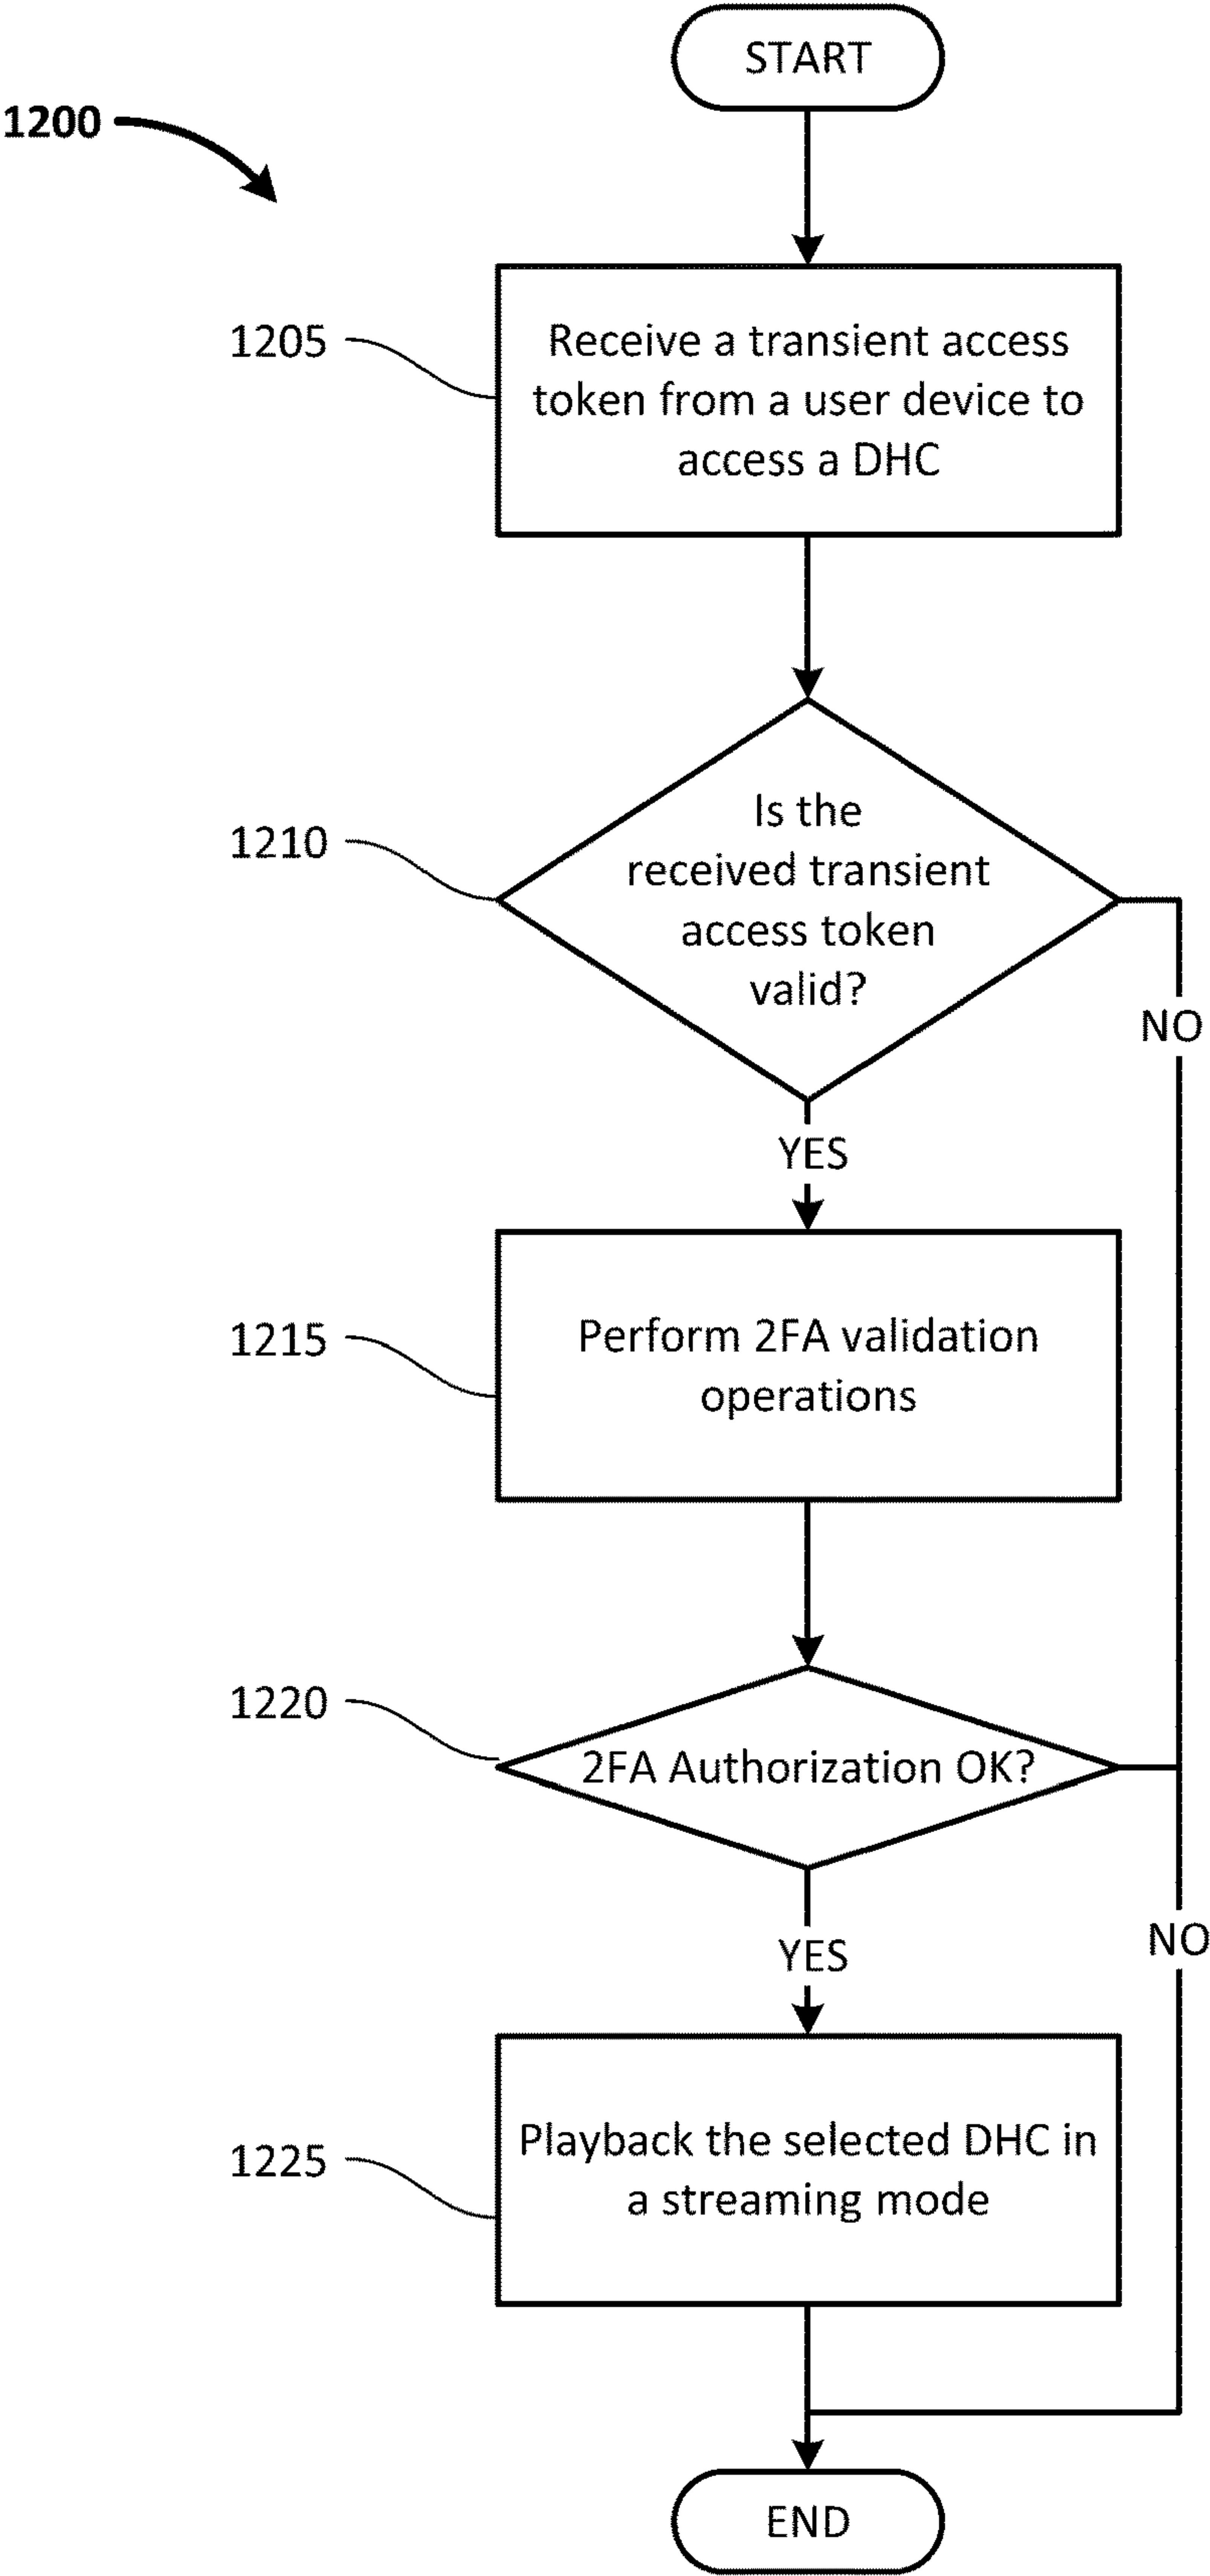 START
1200
1205
Receive a transient access
token from a user device to
access a DHC
1210
Is the
received transient
access token
valid?
NO
YES
1215
Perform 2FA validation
operations
1220
2FA Authorization OK?
NO
YES
1225
Playback the selected DHC in
a streaming mode
END